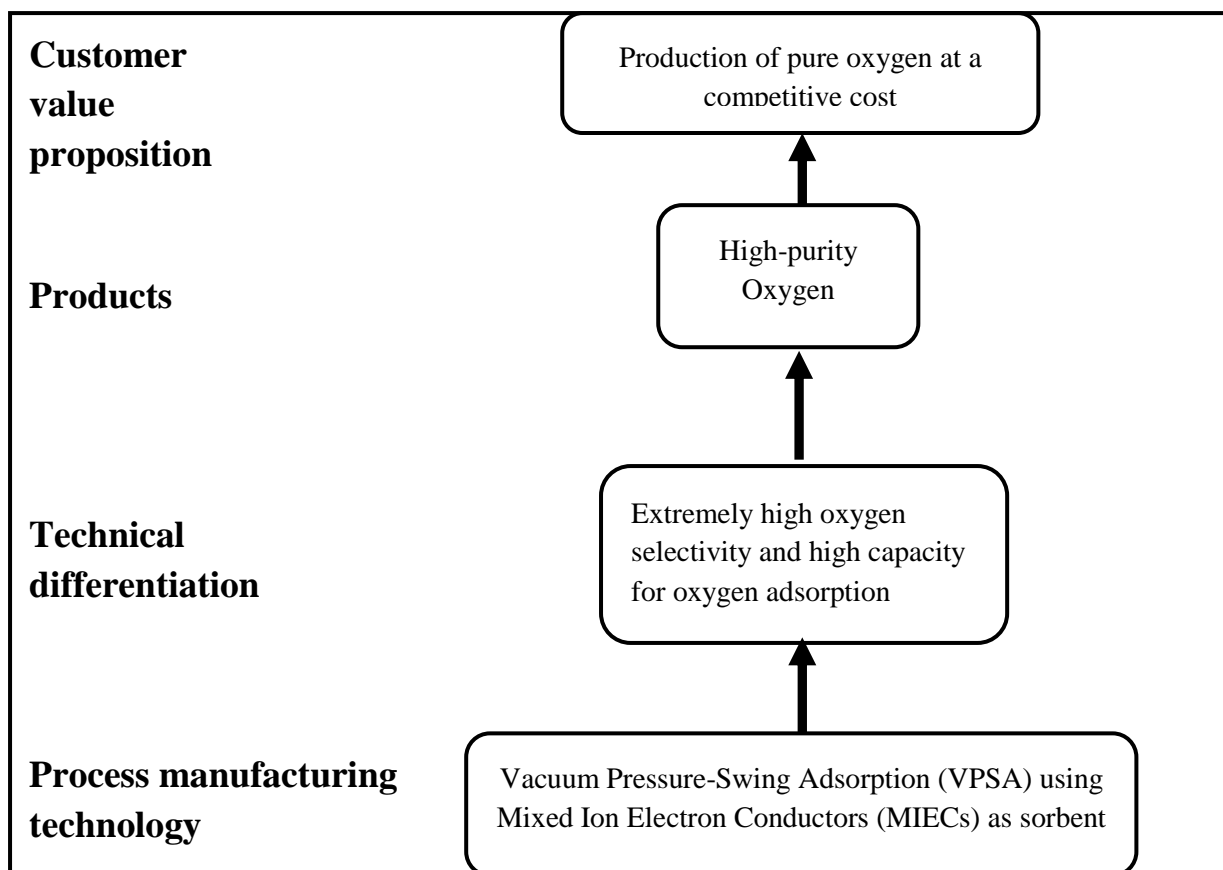 Customer
value
proposition
Production of pure oxygen at a
competitive cost
Products
High-purity
Oxygen
Technical
differentiation
Extremely high oxygen
selectivity and high capacity
for oxygen adsorption
Process manufacturing
technology
Vacuum Pressure-Swing Adsorption (VPSA) using
Mixed Ion Electron Conductors (MIECs) as sorbent